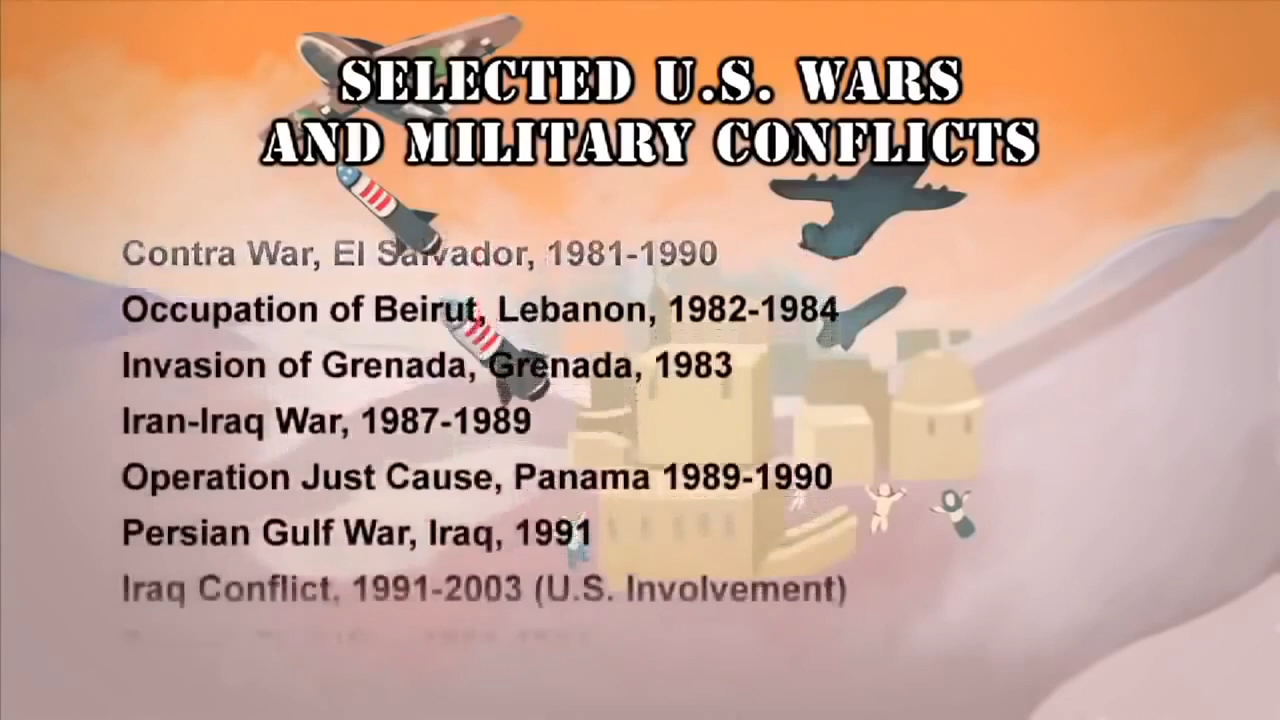 SELECTED U.S. WARS
AND MILITARY CONFLICTS
Contra War, El Salvador, 1981-1990
Occupation of Beirut, Lebanon, 1982-1984
Invasion of Grenada, Grenada, 1983
Iran-Iraq War, 1987-1989
Operation Just Cause, Panama 1989-1990
Persian Gulf War, Iraq, 1991
Iraq Conflict, 1991-2003 (U.S. Involvement)